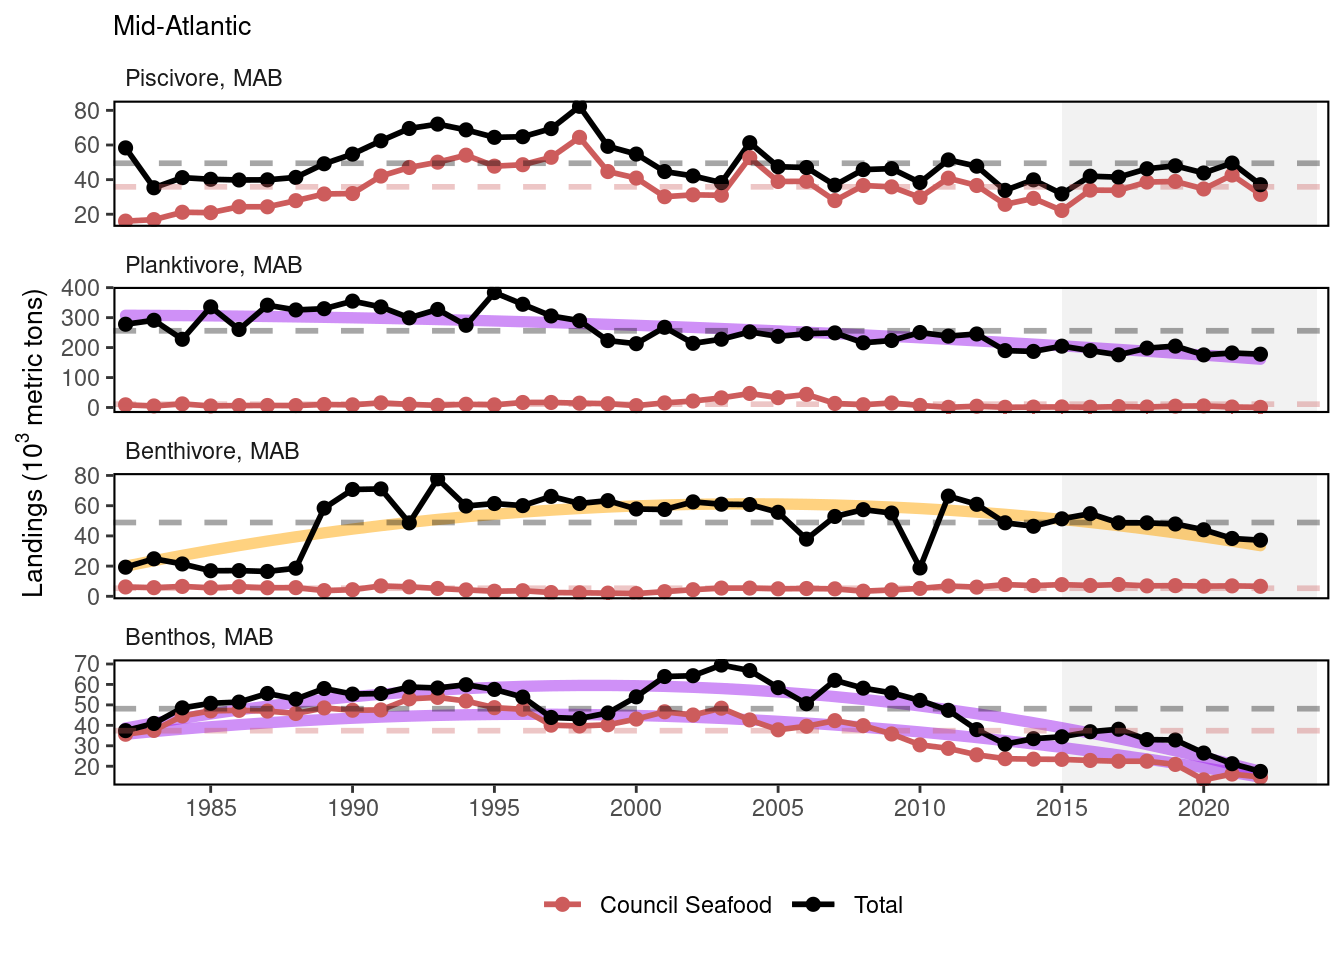 Mid-Atlantic
Piscivore, MAB
80
60
40
20
Planktivore, MAB
400
300
200
100
0
Landings (10³ metric tons)
Benthivore, MAB
80
60
40
20
0
Benthos, MAB
70
60
50
40
30
20
1985 1990 1995 2000 2005 2010 2015 2020
Council Seafood Total